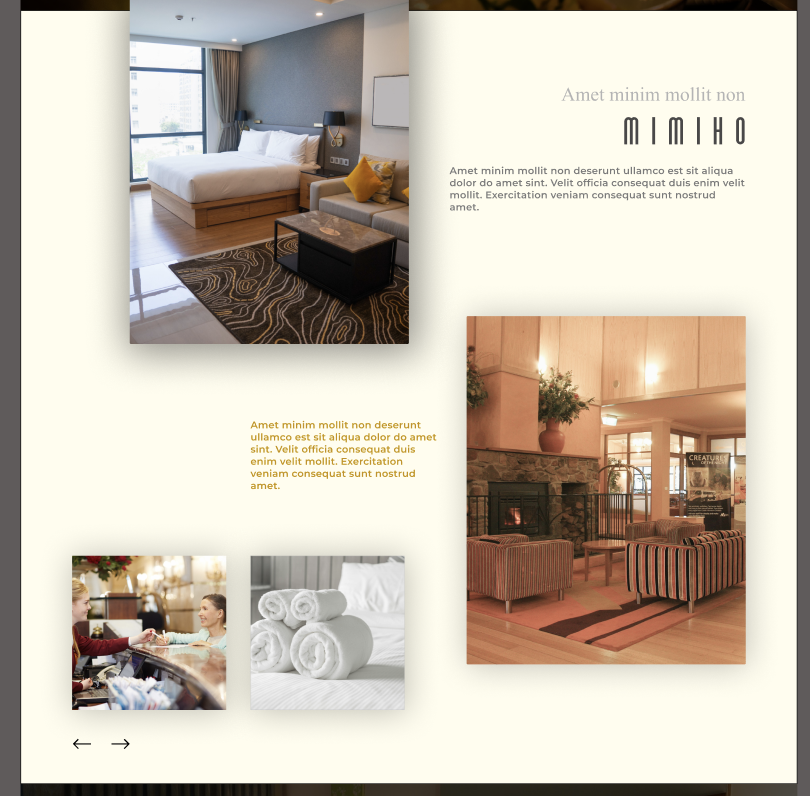 Amet minim mollit non
MIMIHO
Amet minim mollit non deserunt ullamco est sit aliqua
dolor do amet sint. Velit officia consequat duis enim velit
mollit. Exercitation veniam consequat sunt nostrud
amet.
CREATURES
Amet minim mollit non deserunt
ullamco est sit aliqua dolor do amet
sint. Velit officia consequat duis
enim velit mollit. Exercitation
veniam consequat sunt nostrud
amet.